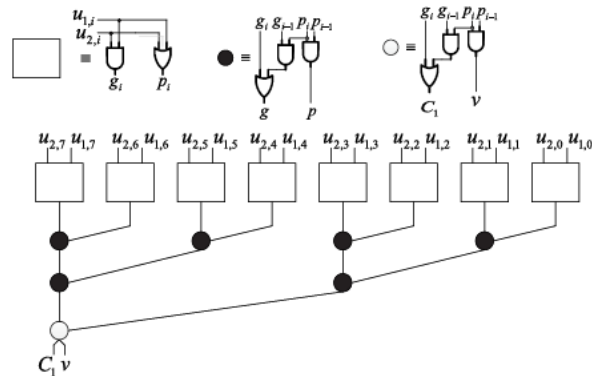 u1,i
u2,i
≡
gi pi
≡
gi gi−1 pi pi−1
g p
≡
gi gi−1 pi pi−1
C1 v
u2,7 u1,7 u2,6 u1,6 u2,5 u1,5 u2,4 u1,4 u2,3 u1,3 u2,2 u1,2 u2,1 u1,1 u2,0 u1,0
C1 v